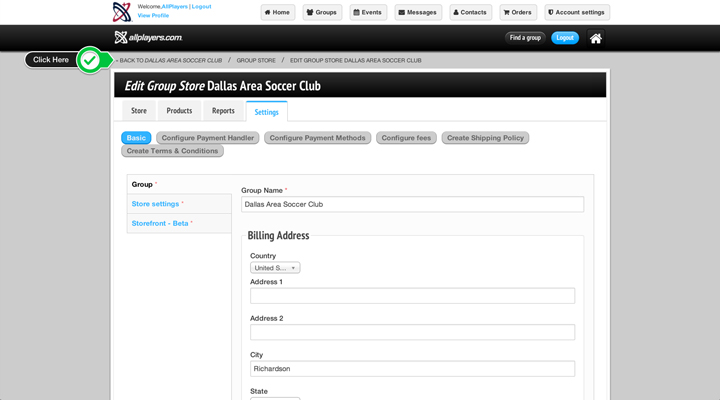 Welcome, AllPlayers | Logout
View Profile
Home
Groups
Events
Messages
Contacts
Orders
Account settings
allplayers.com
Find a group
Logout
Click Here
« BACK TO DALLAS AREA SOCCER CLUB / GROUP STORE / EDIT GROUP STORE DALLAS AREA SOCCER CLUB
Edit Group Store Dallas Area Soccer Club
Store
Products
Reports
Settings
Basic
Configure Payment Handler
Configure Payment Methods
Configure fees
Create Shipping Policy
Create Terms & Conditions
Group *
Store settings *
Storefront - Beta *
Group Name *
Dallas Area Soccer Club
Billing Address
Country
United S...
Address 1
Address 2
City
Richardson
State